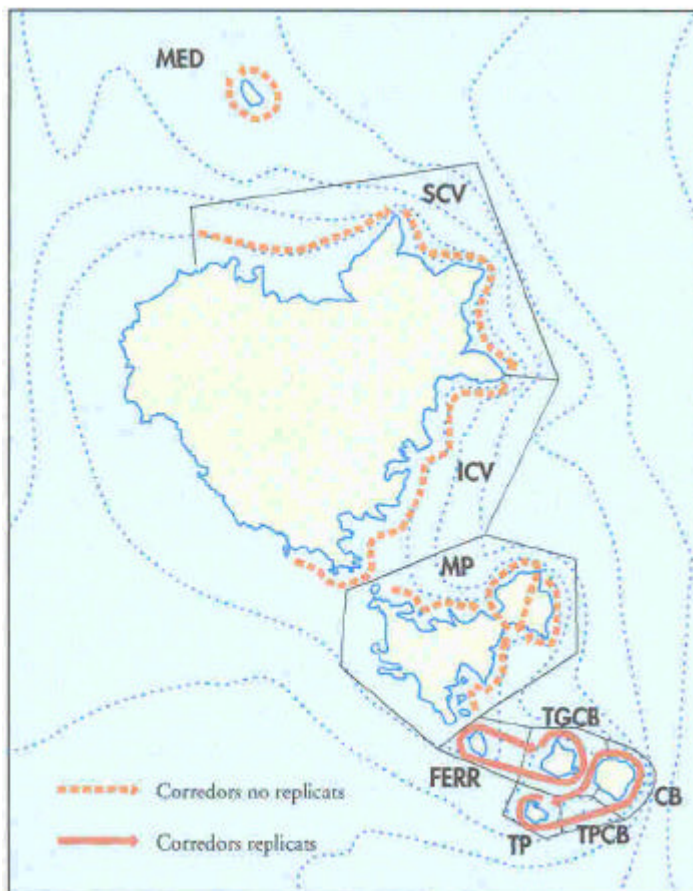 MED
SCV
ICV
MP
TGCB
FERR
CB
TPCB
TP
Corredors no replicats
Corredors replicats